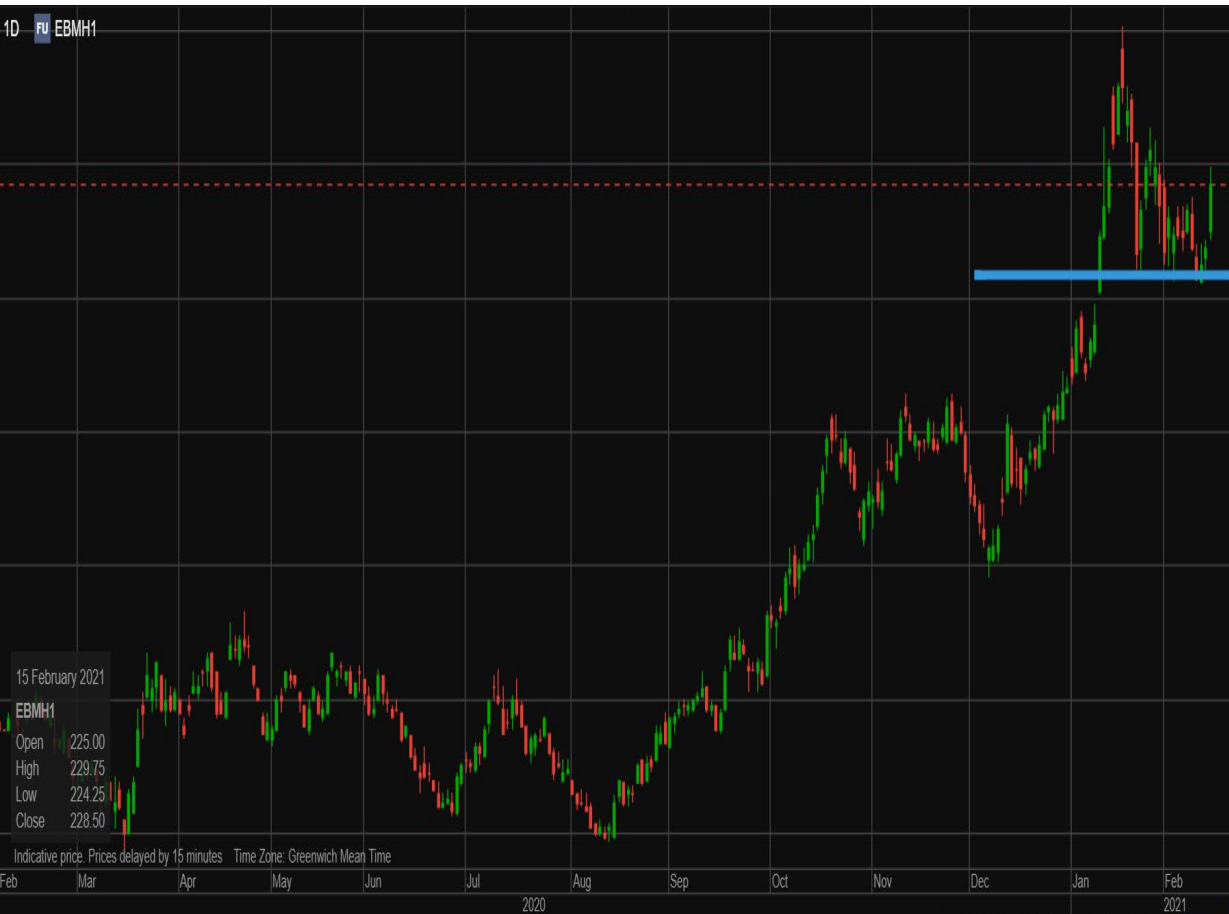 1D FU EBMH1
15 February 2021
EBMH1
Open 225.00
High 229.75
Low 224.25
Close 228.50
Indicative price. Prices delayed by 15 minutes Time Zone: Greenwich Mean Time
Feb Mar Apr May Jun Jul Aug Sep Oct Nov Dec Jan Feb
2020 2021